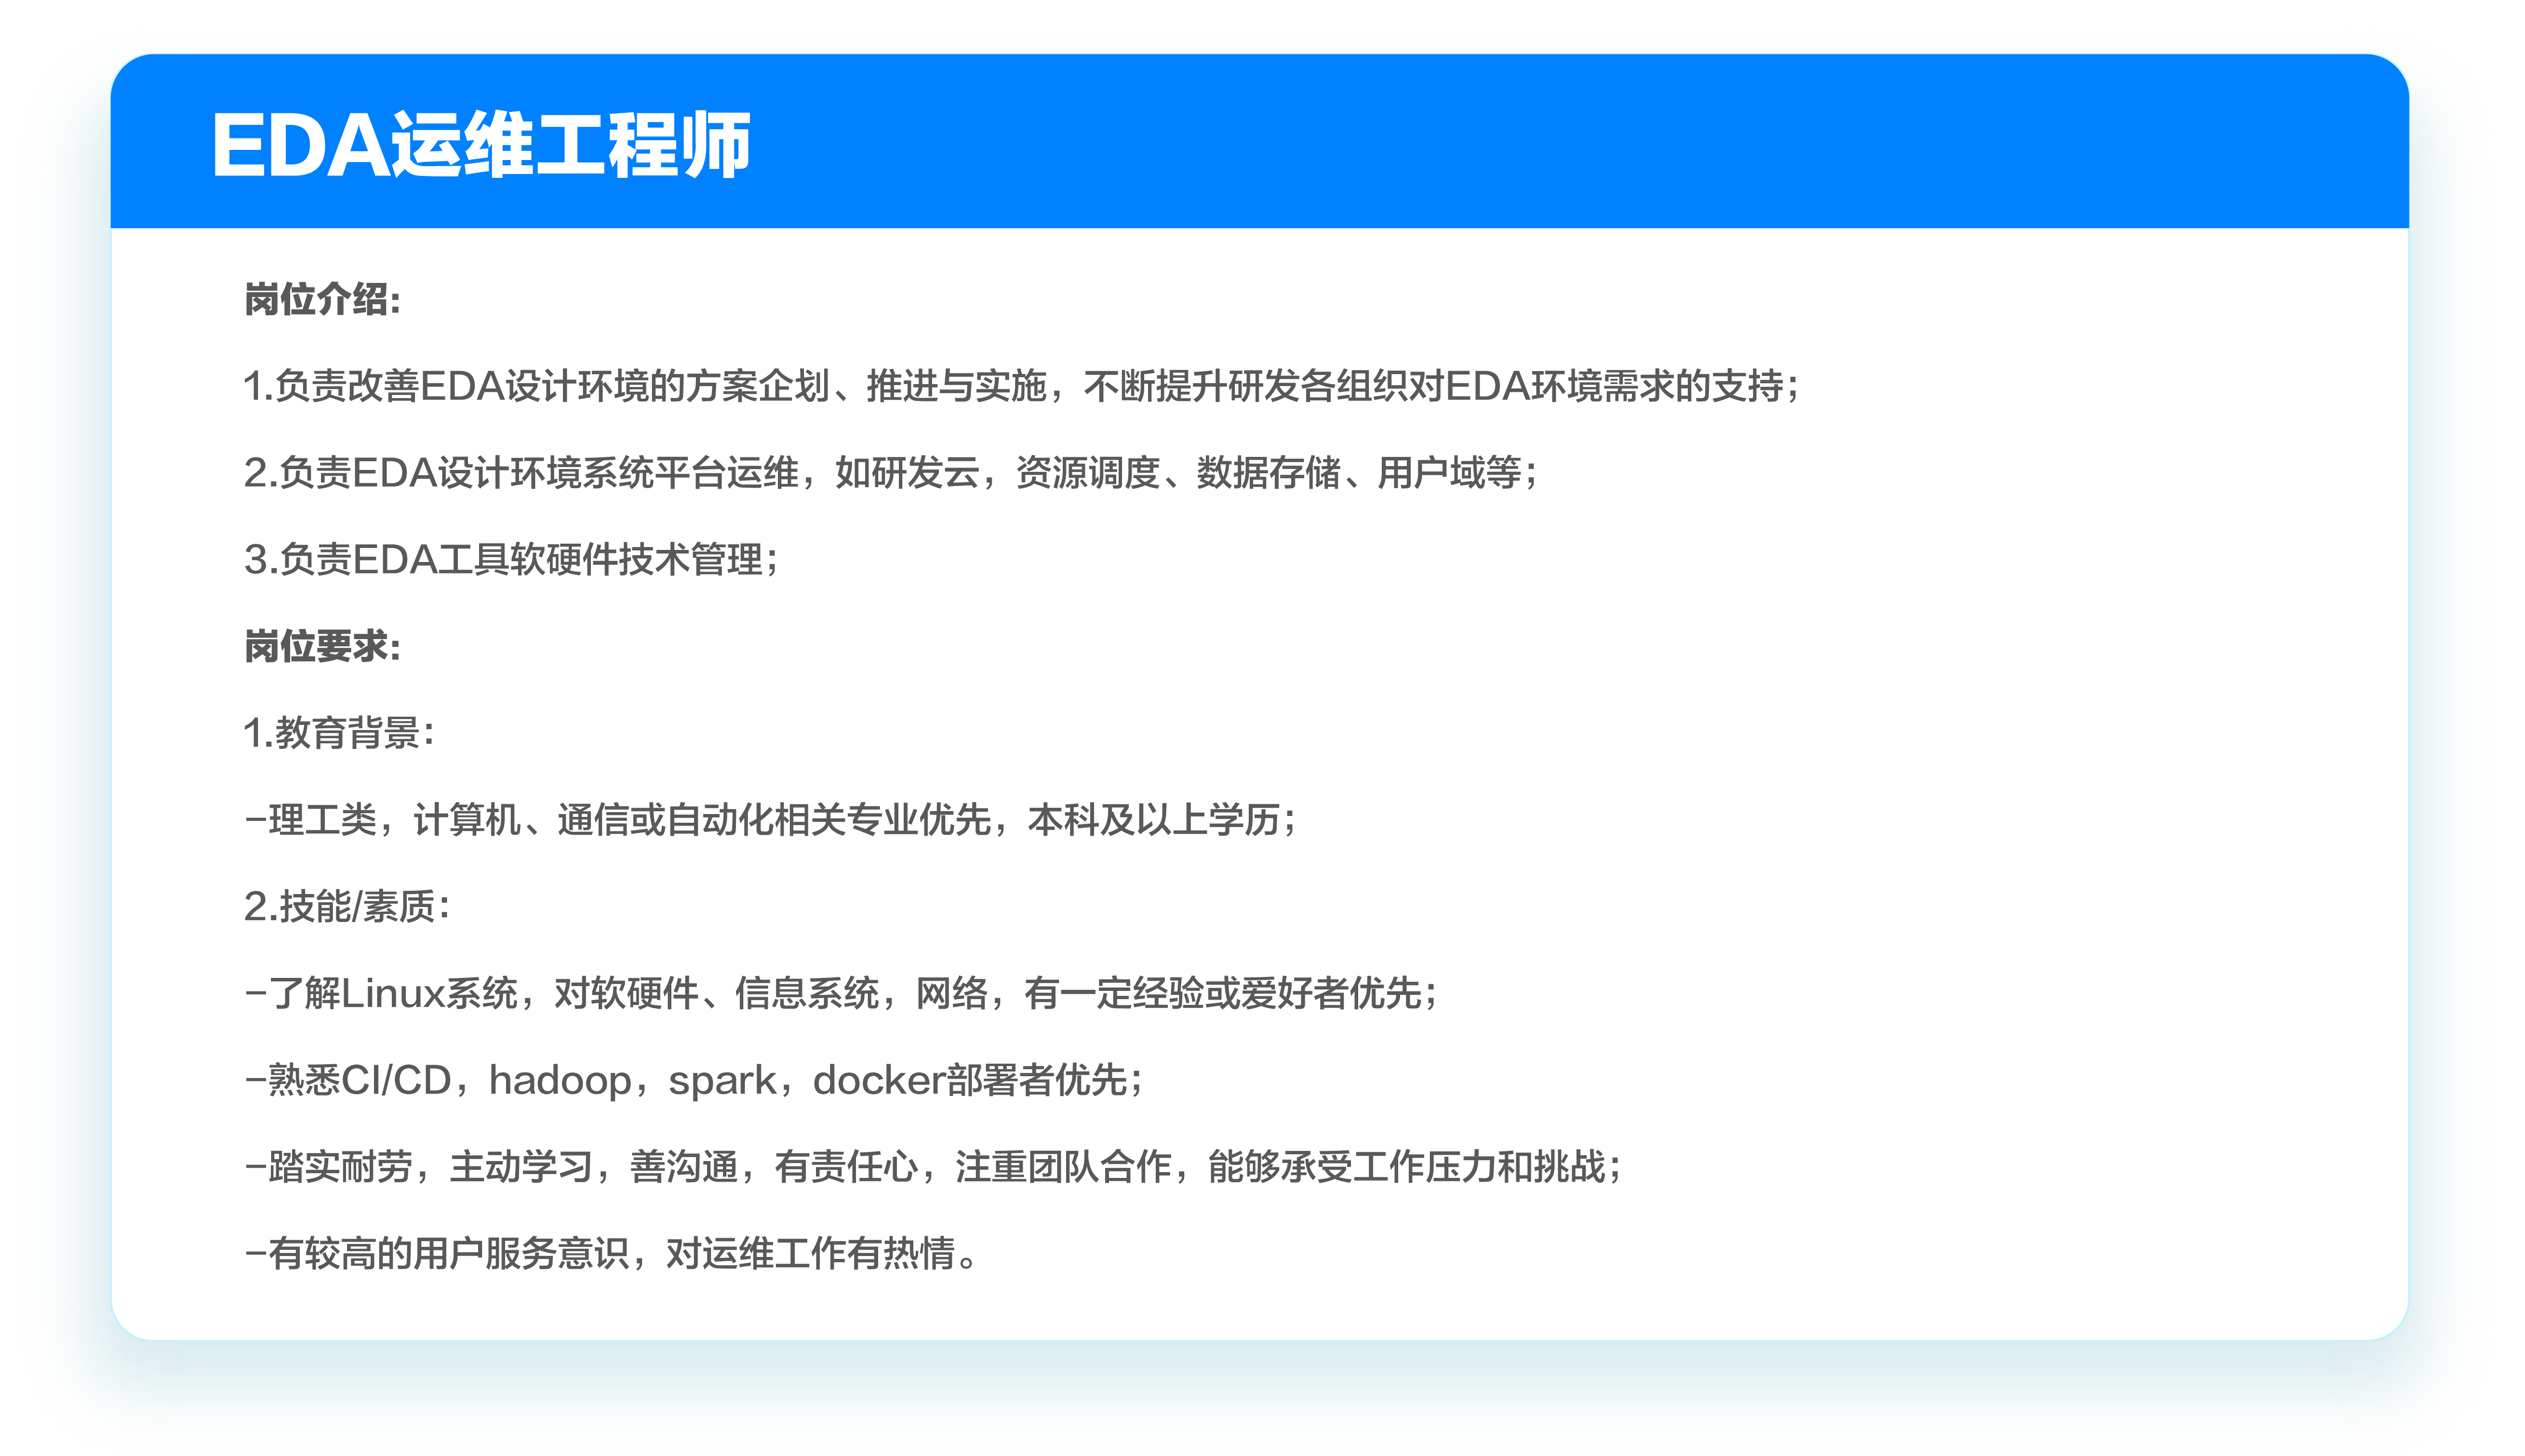 EDA运维工程师
岗位介绍:
1.负责改善EDA设计环境的方案企划、推进与实施，不断提升研发各组织对EDA环境需求的支持；
2.负责EDA设计环境系统平台运维，如研发云，资源调度、数据存储、用户域等；
3.负责EDA工具软硬件技术管理；
岗位要求:
1.教育背景：
–理工类，计算机、通信或自动化相关专业优先，本科及以上学历；
2.技能/素质：
–了解Linux系统，对软硬件、信息系统，网络，有一定经验或爱好者优先；
–熟悉CI/CD，hadoop，spark，docker部署者优先；
–踏实耐劳，主动学习，善沟通，有责任心，注重团队合作，能够承受工作压力和挑战；
–有较高的用户服务意识，对运维工作有热情。